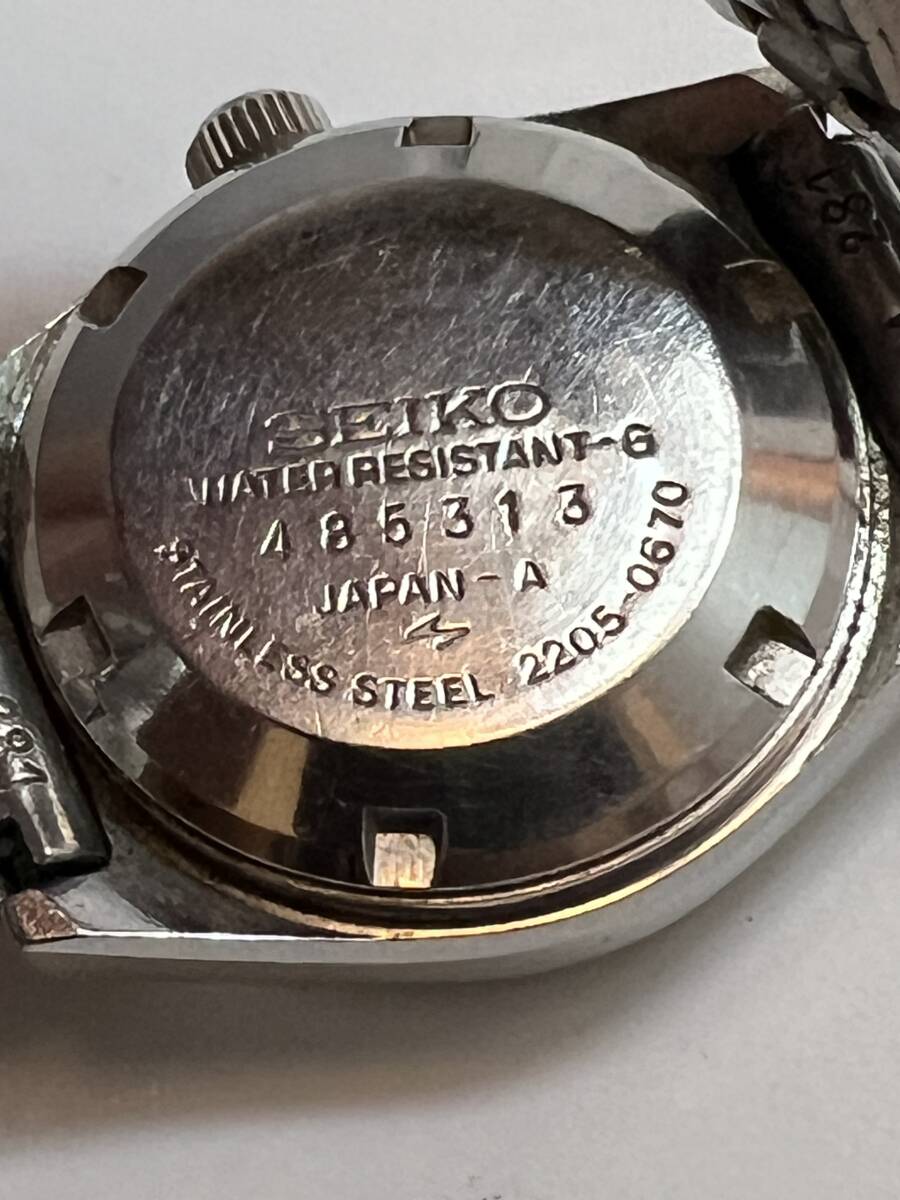 SEIKO
WATER RESISTANT-G
485313
JAPAN-A
STAINLESS STEEL 2205-0670